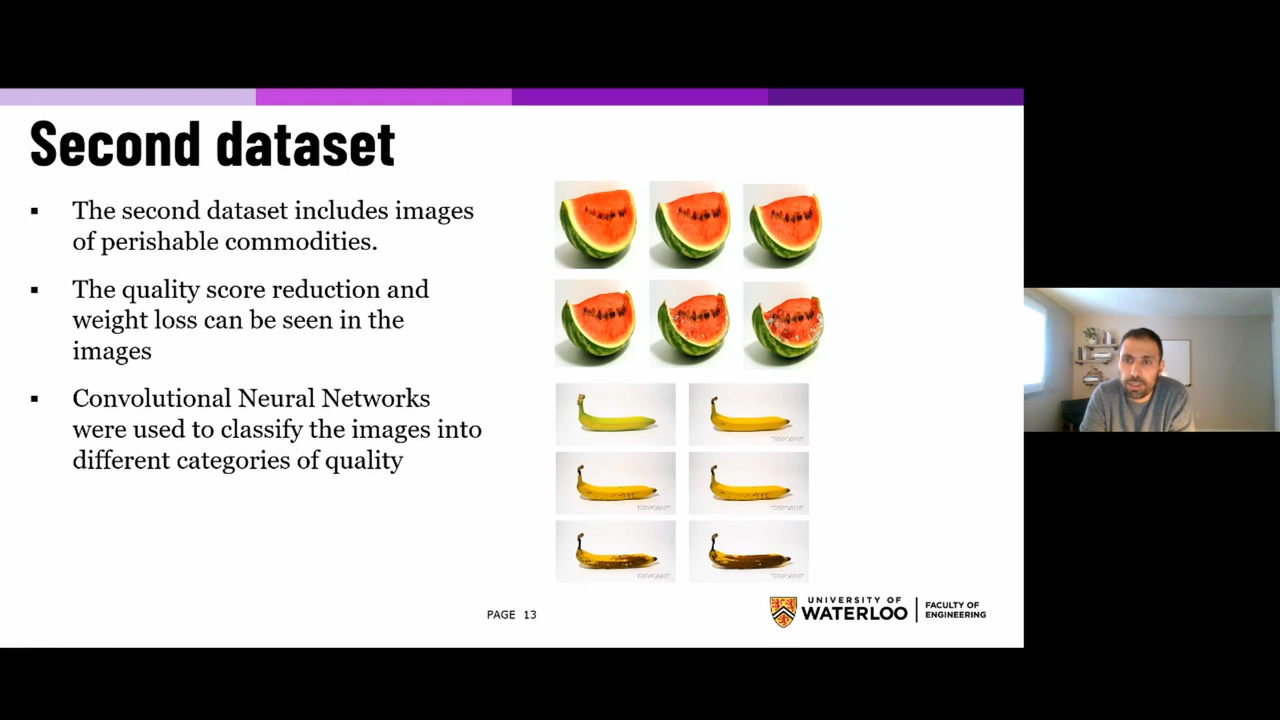 Second dataset
▪ The second dataset includes images
of perishable commodities.
▪ The quality score reduction and
weight loss can be seen in the
images
▪ Convolutional Neural Networks
were used to classify the images into
different categories of quality
PAGE 13
UNIVERSITY OF
WATERLOO
FACULTY OF
ENGINEERING